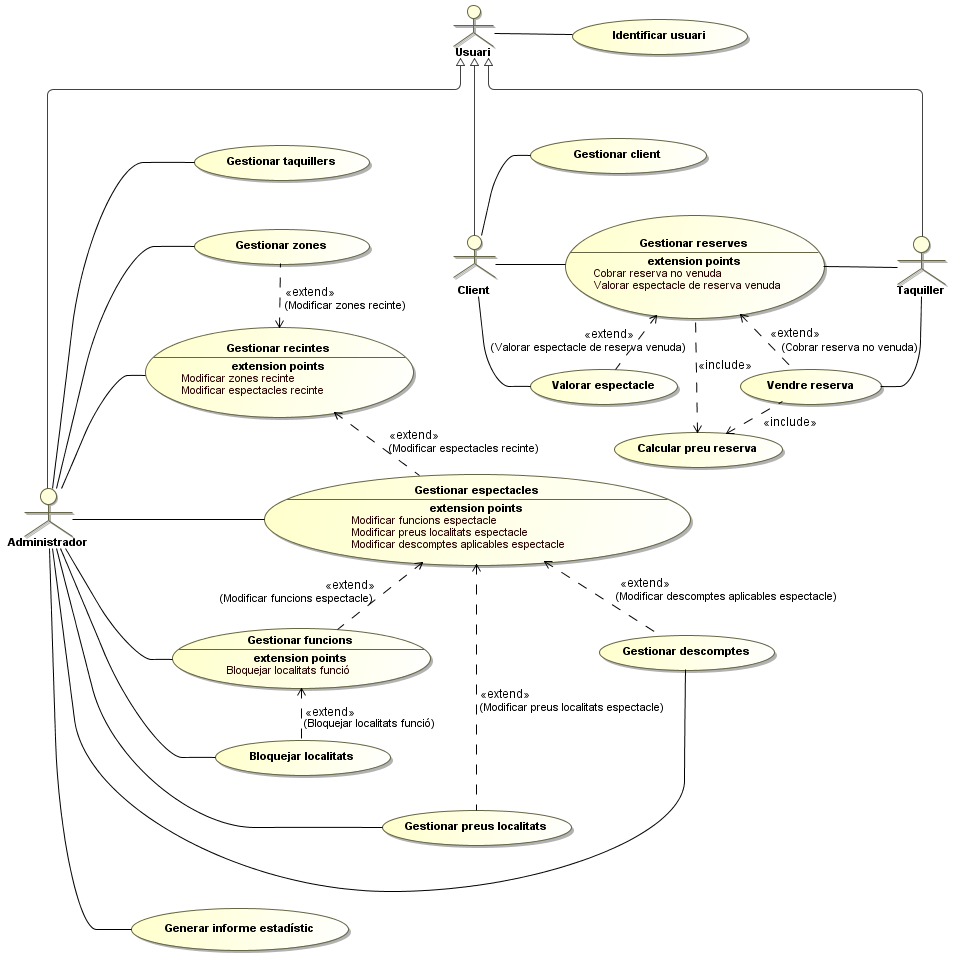 Usuari
Identificar usuari
Gestionar taquillers
Gestionar client
Gestionar zones
Gestionar reserves
extension points
Cobrar reserva no venuda
Valorar espectacle de reserva venuda
Client
Taquiller
«extend»
(Modificar zones recinte)
«extend»
(Valorar espectacle de reserva venuda)
«extend»
(Cobrar reserva no venuda)
Gestionar recintes
extension points
Modificar zones recinte
Modificar espectacles recinte
«include»
Valorar espectacle
Vendre reserva
«include»
Calcular preu reserva
«extend»
(Modificar espectacles recinte)
Gestionar espectacles
extension points
Modificar funcions espectacle
Modificar preus localitats espectacle
Modificar descomptes aplicables espectacle
Administrador
«extend»
(Modificar funcions espectacle)
«extend»
(Modificar descomptes aplicables espectacle)
Gestionar funcions
extension points
Bloquejar localitats funció
Gestionar descomptes
«extend»
(Modificar preus localitats espectacle)
«extend»
(Bloquejar localitats funció)
Bloquejar localitats
Gestionar preus localitats
Generar informe estadístic